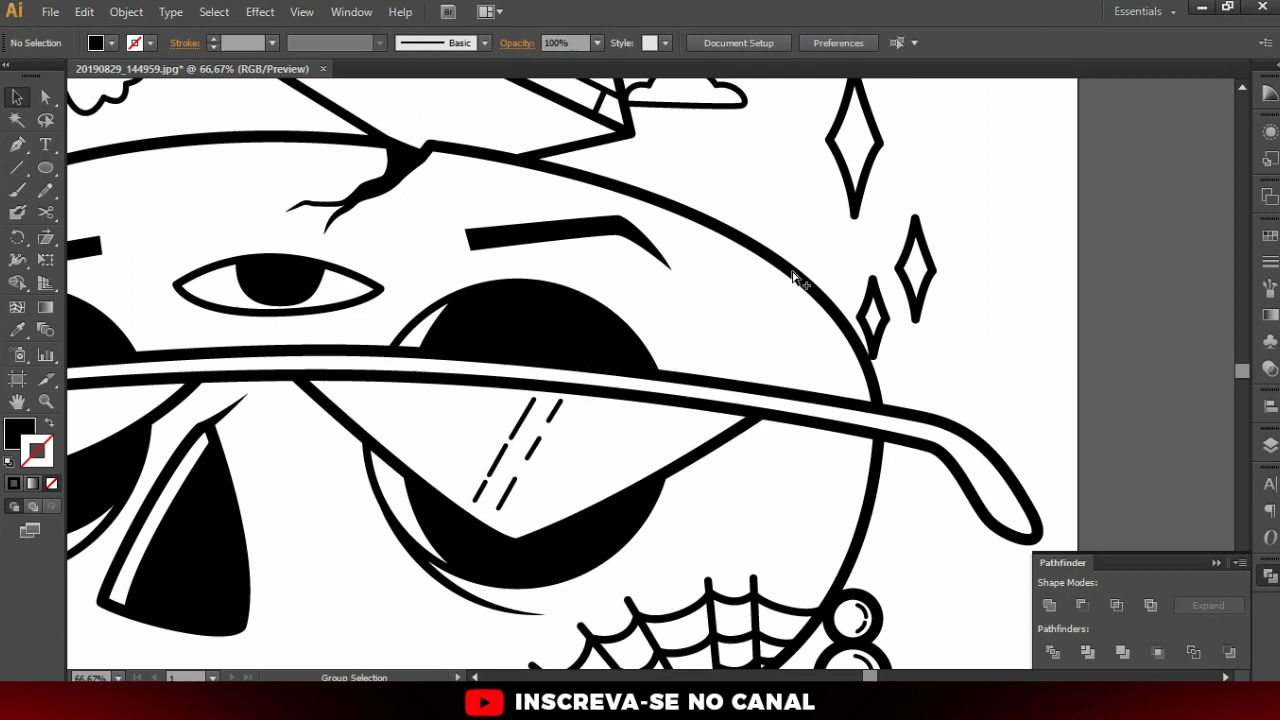 Ai File Edit Object Type Select Effect View Window Help Br Essentials
No Selection Stroke: Basic Opacity: 100% Style: Document Setup Preferences
20190829_144959.jpg* @ 66,67% (RGB/Preview)
Pathfinder
Shape Modes:
Expand
Pathfinders:
66,67% 1 Group Selection
INSCREVA-SE NO CANAL